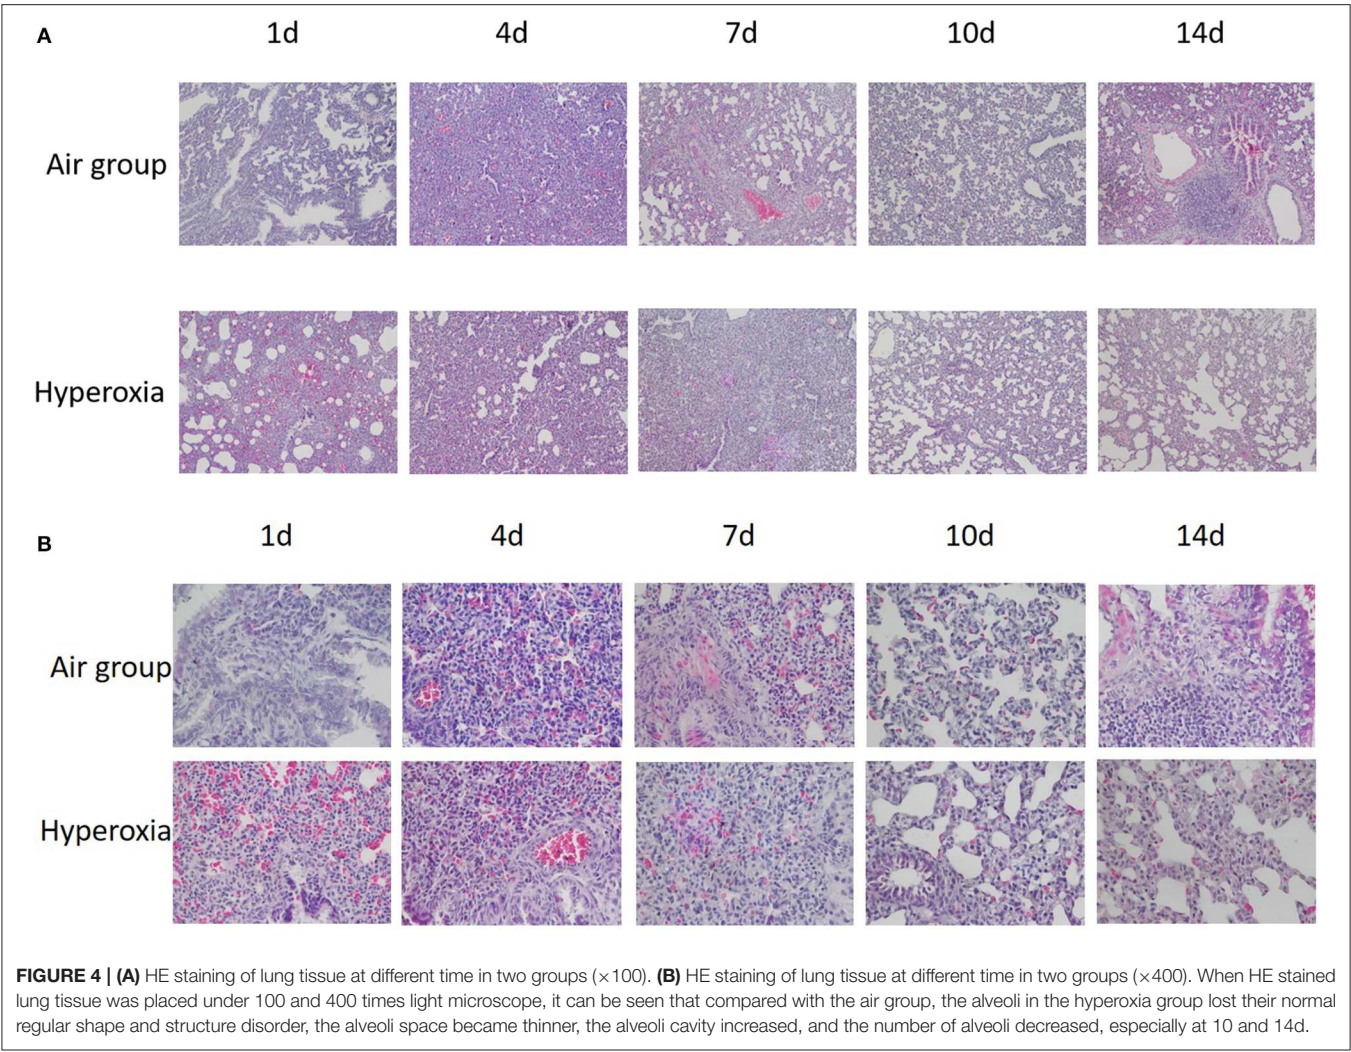 A
1d 4d 7d 10d 14d
Air group
Hyperoxia
B
1d 4d 7d 10d 14d
Air group
Hyperoxia
FIGURE 4 | (A) HE staining of lung tissue at different time in two groups (×100). (B) HE staining of lung tissue at different time in two groups (×400). When HE stained
lung tissue was placed under 100 and 400 times light microscope, it can be seen that compared with the air group, the alveoli in the hyperoxia group lost their normal
regular shape and structure disorder, the alveoli space became thinner, the alveoli cavity increased, and the number of alveoli decreased, especially at 10 and 14d.